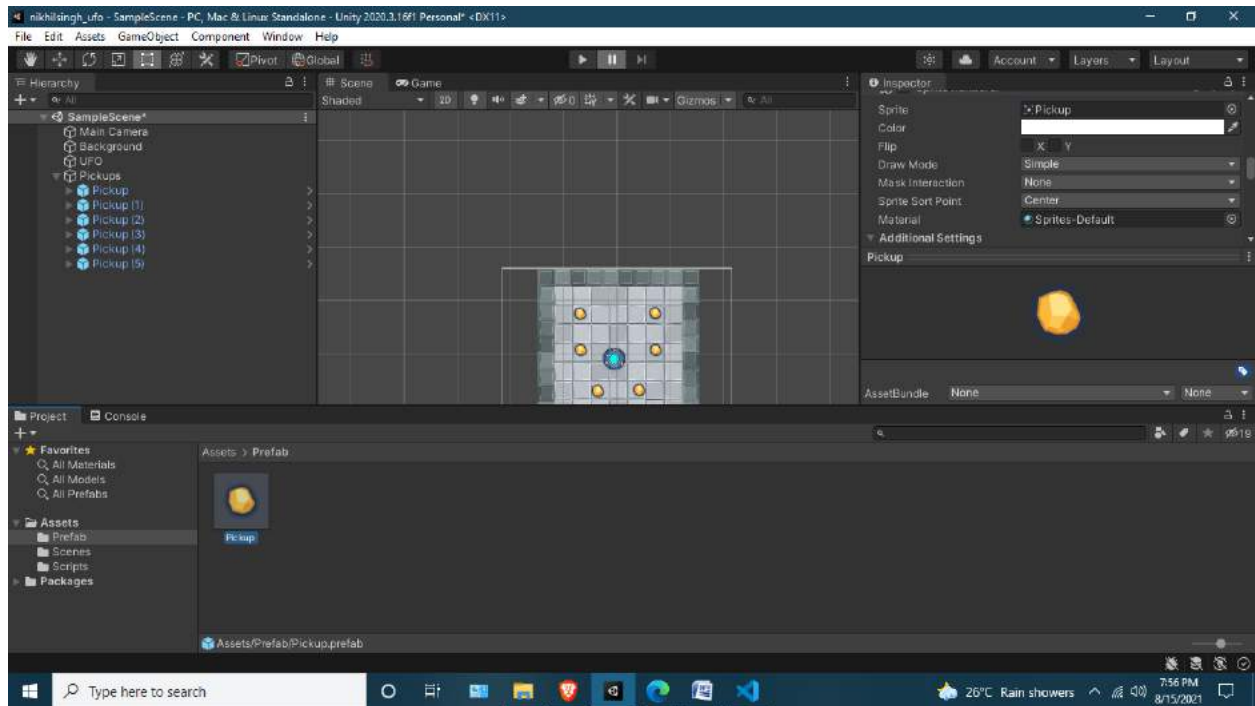 nikhilsingh_ufo - SampleScene - PC, Mac & Linux Standalone - Unity 2020.3.16f1 Personal* <DX11>
File Edit Assets GameObject Component Window Help
Pivot Global
Account Layers Layout
Hierarchy
All
SampleScene*
Main Camera
Background
UFO
Pickups
Pickup
Pickup (1)
Pickup (2)
Pickup (3)
Pickup (4)
Pickup (5)
Scene Game
Shaded 2D 0 Gizmos All
Inspector
Sprite Pickup
Color
Flip X Y
Draw Mode Simple
Mask Interaction None
Sprite Sort Point Center
Material Sprites-Default
Additional Settings
Pickup
AssetBundle None None
Project Console
19
Favorites
All Materials
All Models
All Prefabs
Assets
Prefab
Scenes
Scripts
Packages
Assets > Prefab
Pickup
Assets/Prefab/Pickup.prefab
Type here to search
26°C Rain showers
7:56 PM
8/15/2021